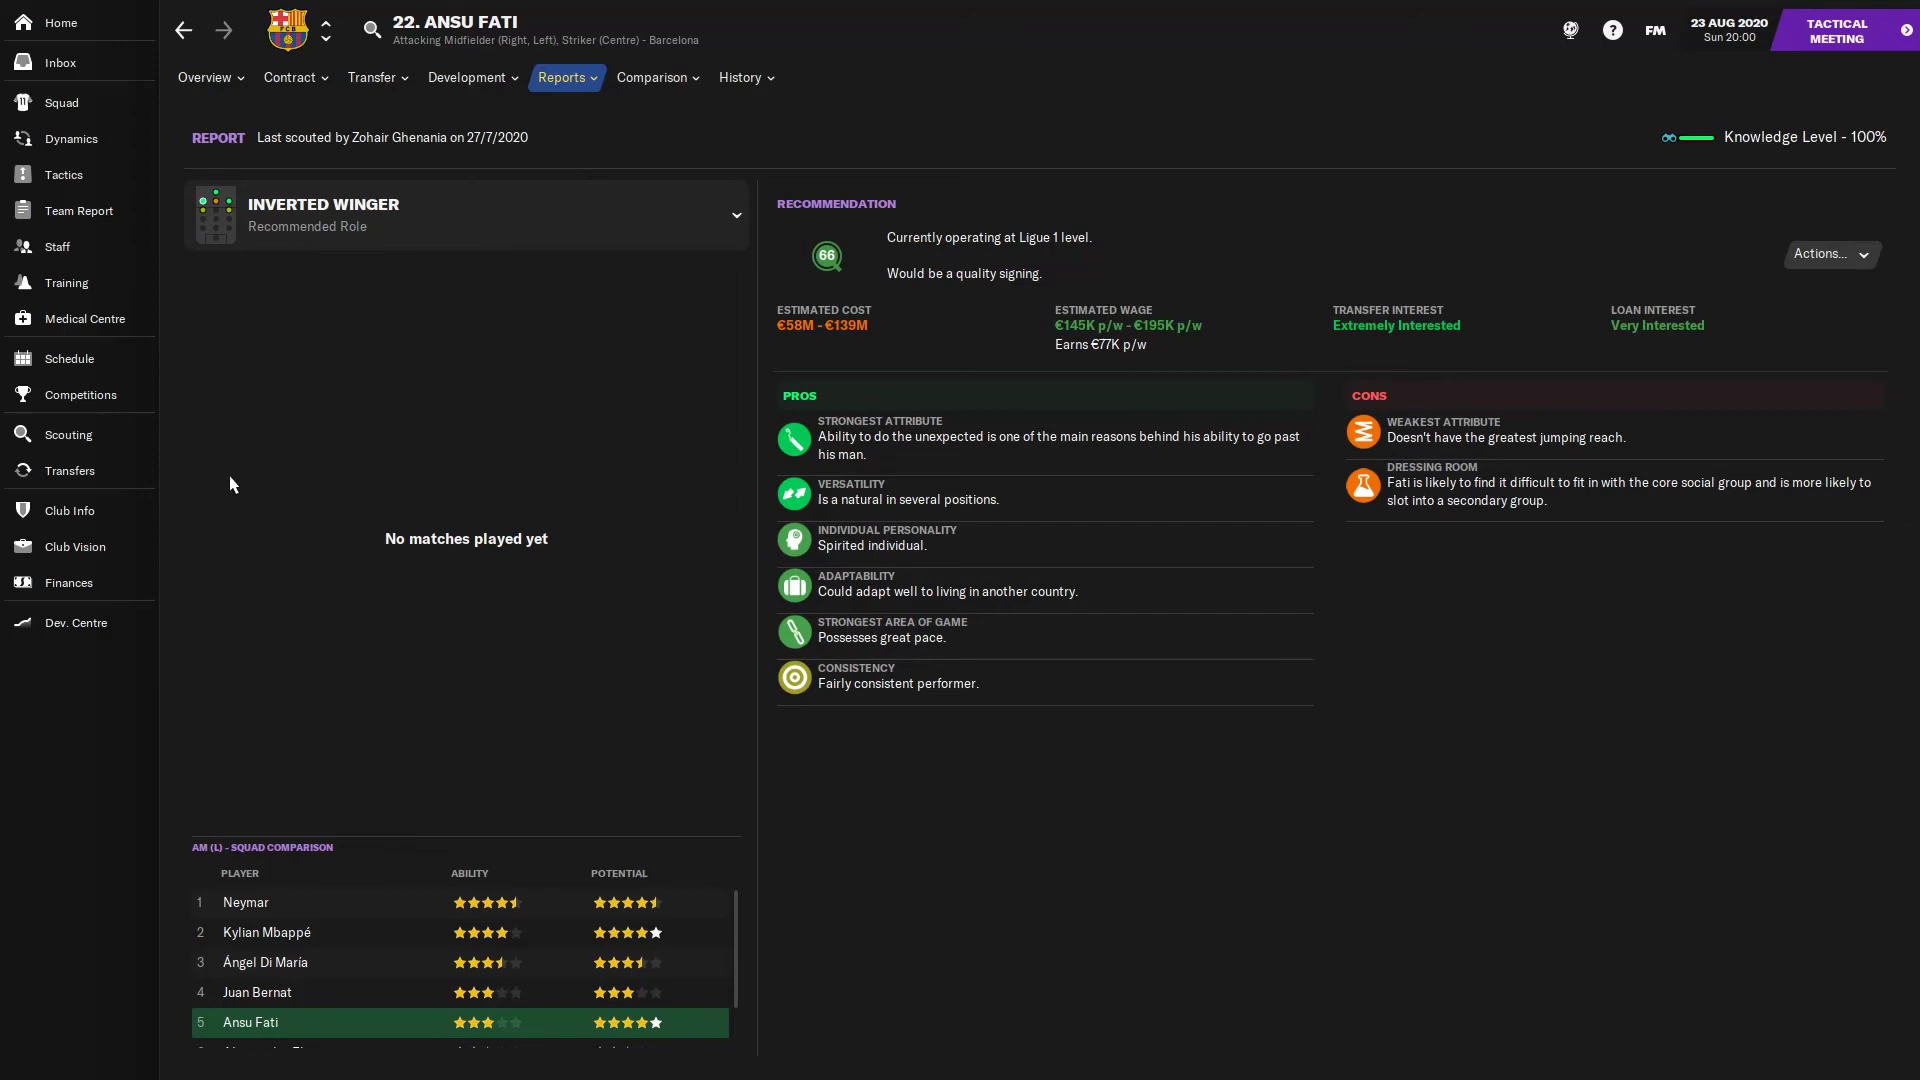 Home
Inbox
Squad
Dynamics
Tactics
Team Report
Staff
Training
Medical Centre
Schedule
Competitions
Scouting
Transfers
Club Info
Club Vision
Finances
Dev. Centre
22. ANSU FATI
Attacking Midfielder (Right, Left), Striker (Centre) - Barcelona
FM
23 AUG 2020
Sun 20:00
TACTICAL
MEETING
Overview Contract Transfer Development Reports Comparison History
REPORT Last scouted by Zohair Ghenania on 27/7/2020
Knowledge Level - 100%
INVERTED WINGER
Recommended Role
No matches played yet
AM (L) - SQUAD COMPARISON
PLAYER ABILITY POTENTIAL
1 Neymar
2 Kylian Mbappé
3 Ángel Di María
4 Juan Bernat
5 Ansu Fati
RECOMMENDATION
66
Currently operating at Ligue 1 level.
Would be a quality signing.
Actions...
ESTIMATED COST
€58M - €139M
ESTIMATED WAGE
€145K p/w - €195K p/w
Earns €77K p/w
TRANSFER INTEREST
Extremely Interested
LOAN INTEREST
Very Interested
PROS
STRONGEST ATTRIBUTE
Ability to do the unexpected is one of the main reasons behind his ability to go past
his man.
VERSATILITY
Is a natural in several positions.
INDIVIDUAL PERSONALITY
Spirited individual.
ADAPTABILITY
Could adapt well to living in another country.
STRONGEST AREA OF GAME
Possesses great pace.
CONSISTENCY
Fairly consistent performer.
CONS
WEAKEST ATTRIBUTE
Doesn't have the greatest jumping reach.
DRESSING ROOM
Fati is likely to find it difficult to fit in with the core social group and is more likely to
slot into a secondary group.